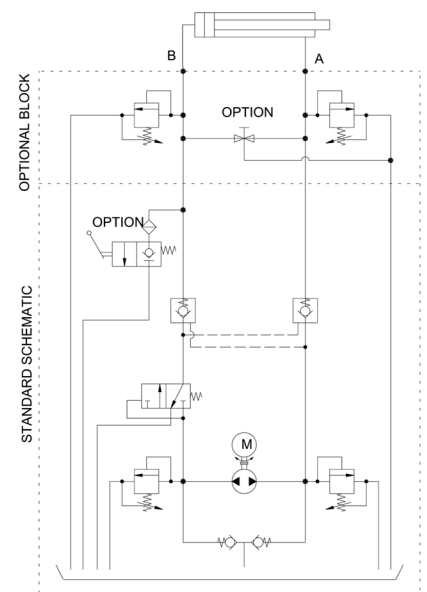 B
A
OPTIONAL BLOCK
OPTION
OPTION
STANDARD SCHEMATIC
M